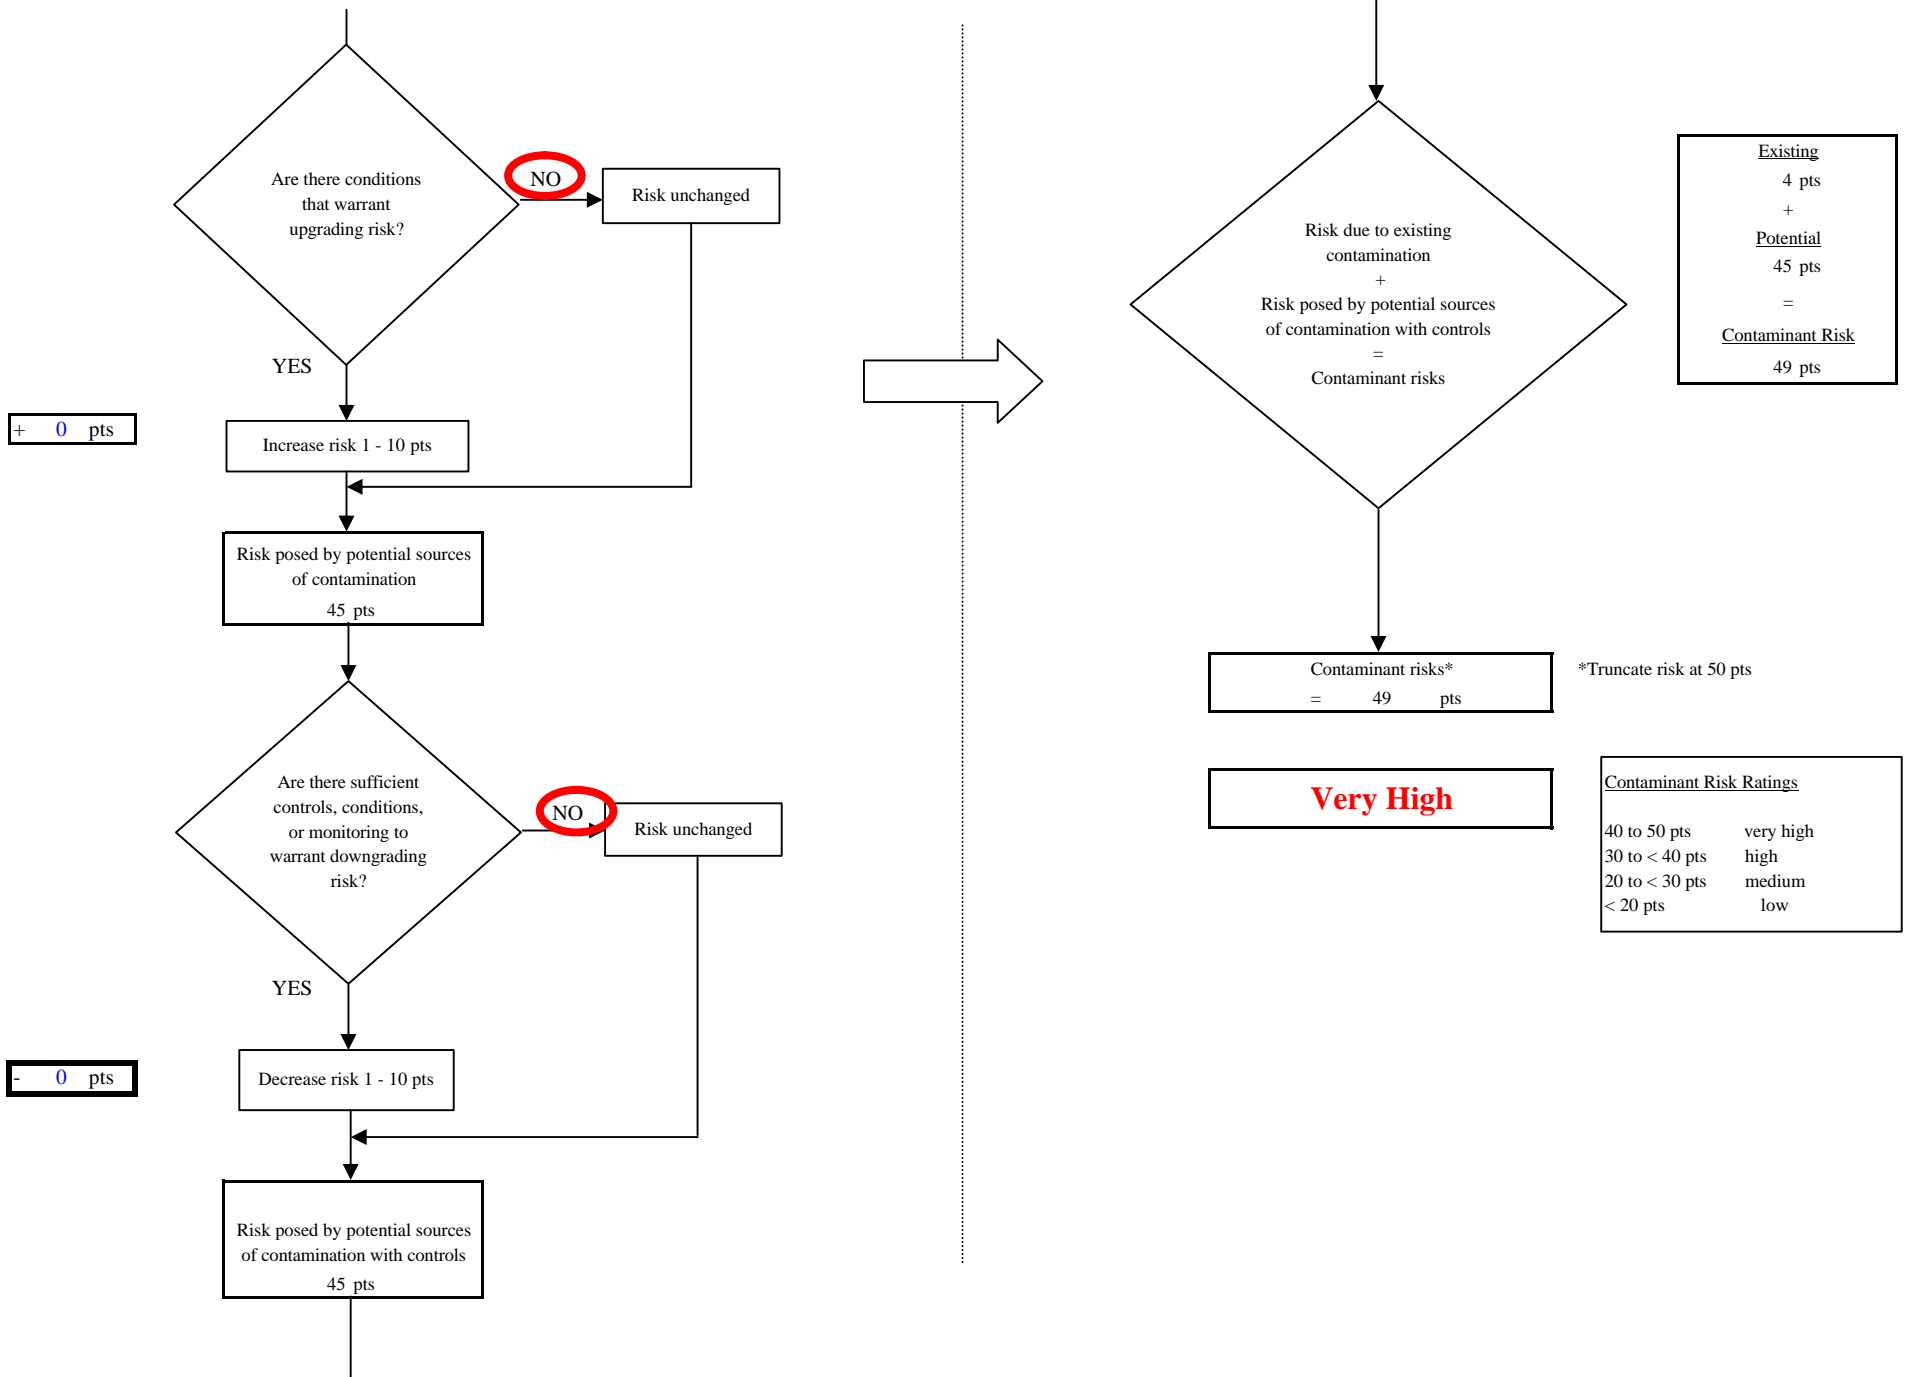 Are there conditions
that warrant
upgrading risk?
NO
Risk unchanged
YES
+ 0 pts
Increase risk 1 - 10 pts
Risk posed by potential sources
of contamination
45 pts
Are there sufficient
controls, conditions,
or monitoring to
warrant downgrading
risk?
NO
Risk unchanged
YES
- 0 pts
Decrease risk 1 - 10 pts
Risk posed by potential sources
of contamination with controls
45 pts
Risk due to existing
contamination
+
Risk posed by potential sources
of contamination with controls
=
Contaminant risks
Existing
4 pts
+
Potential
45 pts
=
Contaminant Risk
49 pts
Contaminant risks*
= 49 pts
*Truncate risk at 50 pts
Very High
Contaminant Risk Ratings
40 to 50 pts very high
30 to < 40 pts high
20 to < 30 pts medium
< 20 pts low